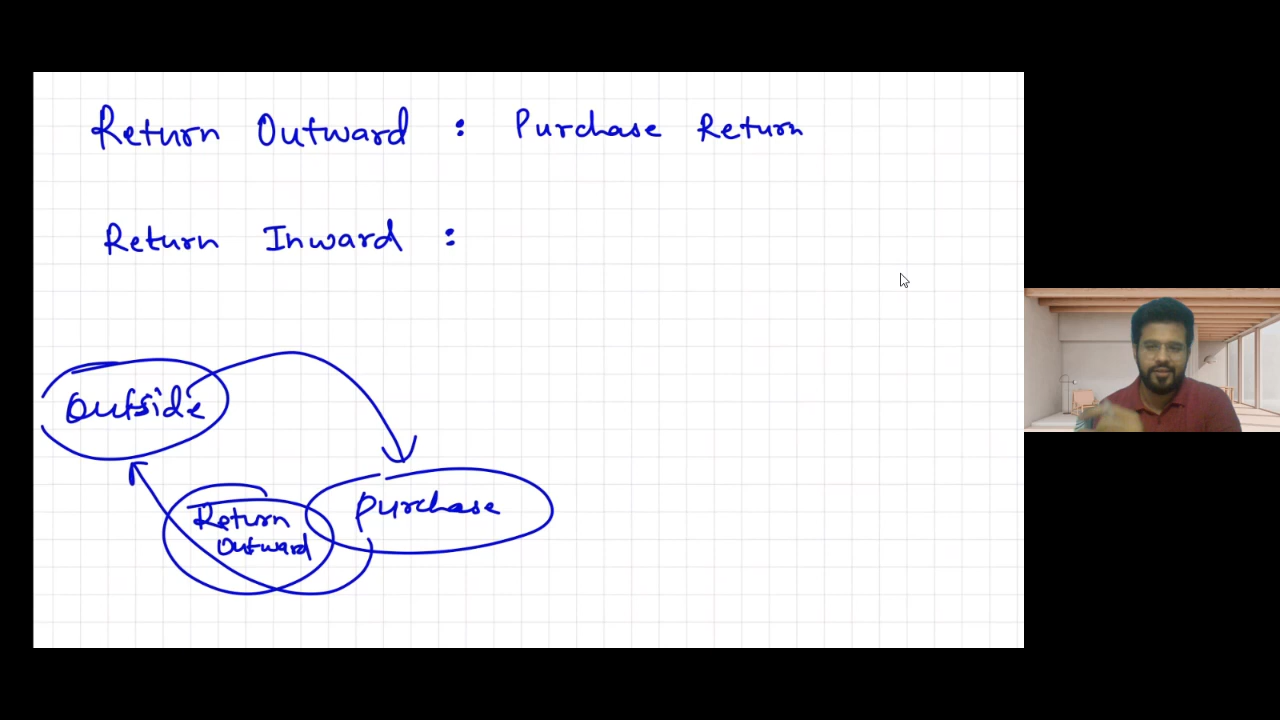 Return Outward : Purchase Return
Return Inward :
Outside
Purchase
Return
Outward